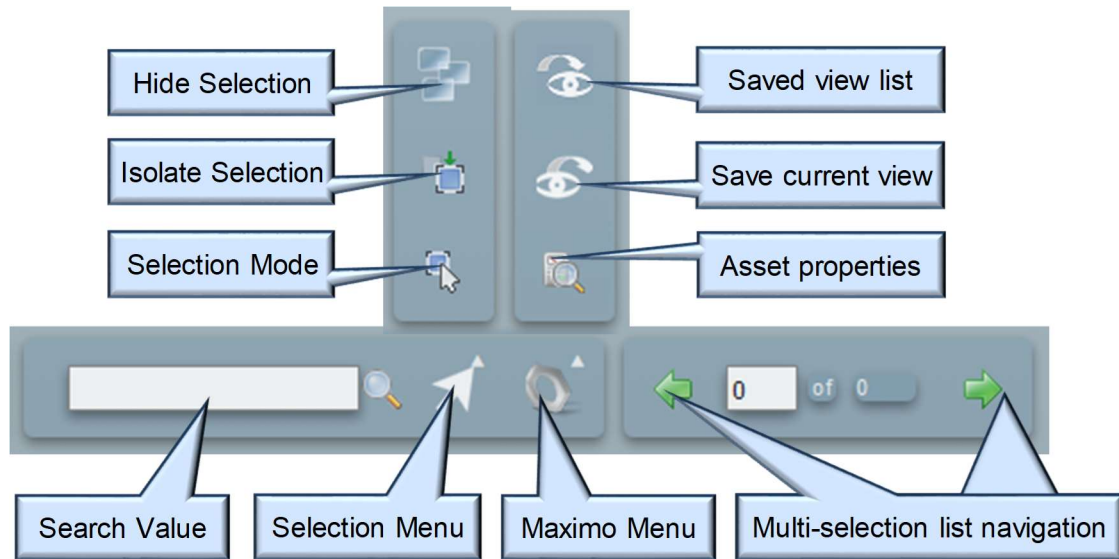 Hide Selection
Saved view list
Isolate Selection
Save current view
Selection Mode
Asset properties
0 of 0
Search Value
Selection Menu
Maximo Menu
Multi-selection list navigation